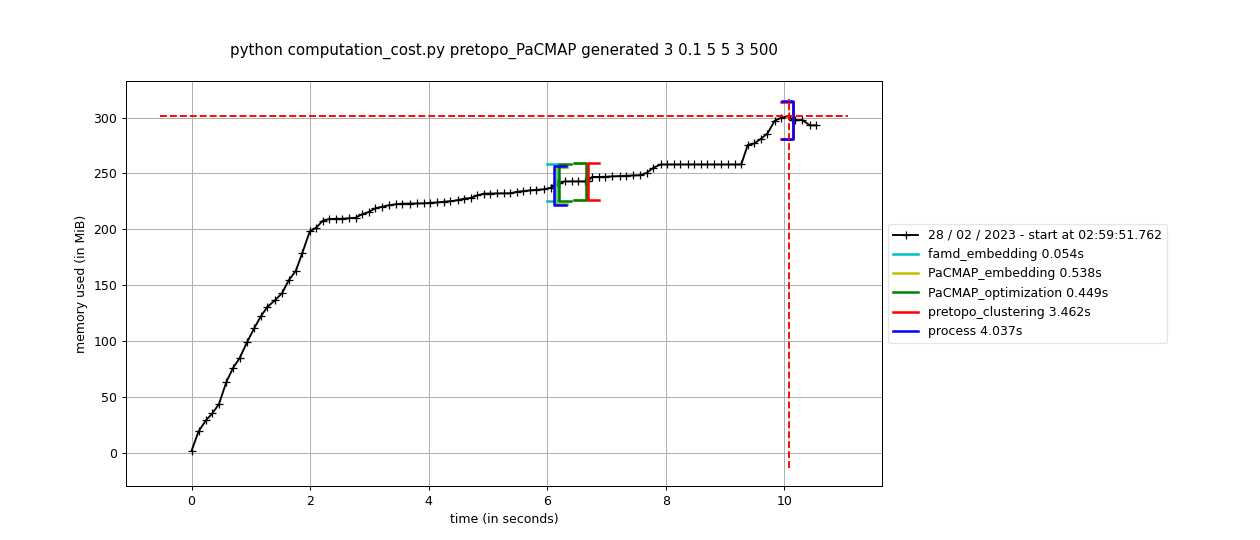 python computation_cost.py pretopo_PaCMAP generated 3 0.1 5 5 3 500
memory used (in MiB)
300
250
200
150
100
50
0
0 2 4 6 8 10
time (in seconds)
28 / 02 / 2023 - start at 02:59:51.762
famd_embedding 0.054s
PaCMAP_embedding 0.538s
PaCMAP_optimization 0.449s
pretopo_clustering 3.462s
process 4.037s